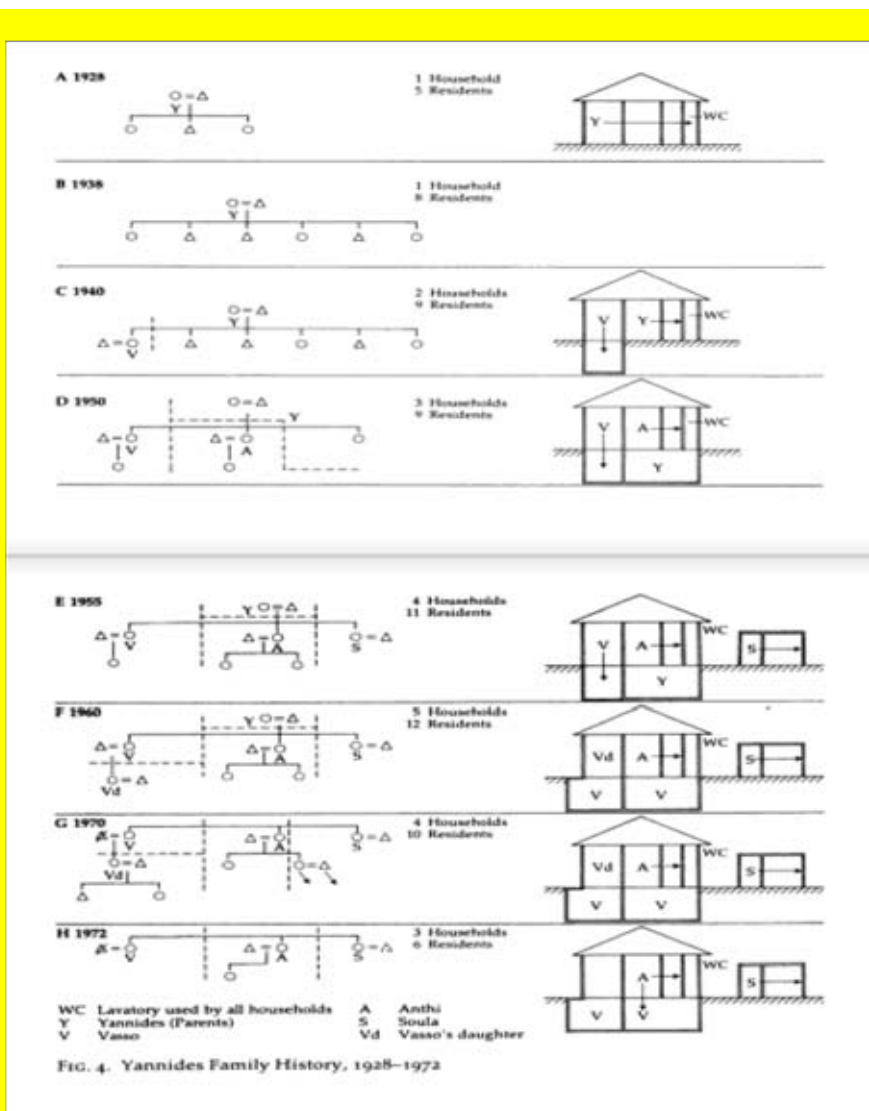 A 1928
1 Household
5 Residents
Y
Y
WC
B 1938
1 Household
8 Residents
Y
C 1940
2 Households
9 Residents
Y
V
V
Y
WC
D 1950
3 Households
9 Residents
Y
V
A
V
A
WC
Y
E 1955
4 Households
11 Residents
Y
V
A
S
V
A
WC
S
Y
F 1960
5 Households
12 Residents
Y
V
A
S
Vd
Vd
A
WC
S
V
V
G 1970
4 Households
10 Residents
V
A
S
Vd
Vd
A
WC
S
V
V
H 1972
3 Households
6 Residents
V
A
S
A
WC
S
V
V
WC Lavatory used by all households
A Anthi
Y Yannides (Parents)
S Soula
V Vasso
Vd Vasso's daughter
FIG. 4. Yannides Family History, 1928–1972